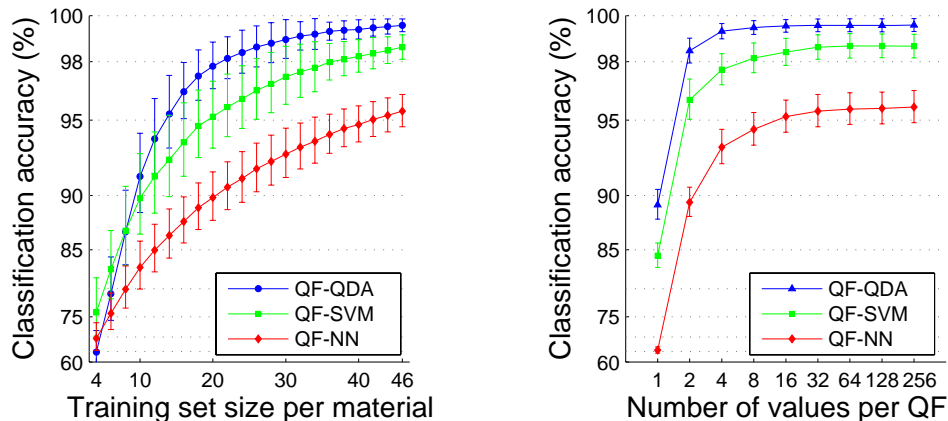 Classification accuracy (%)
100
98
95
90
85
75
60
QF-QDA
QF-SVM
QF-NN
4 10 20 30 40 46
Training set size per material
Classification accuracy (%)
100
98
95
90
85
75
60
QF-QDA
QF-SVM
QF-NN
1 2 4 8 16 32 64 128 256
Number of values per QF